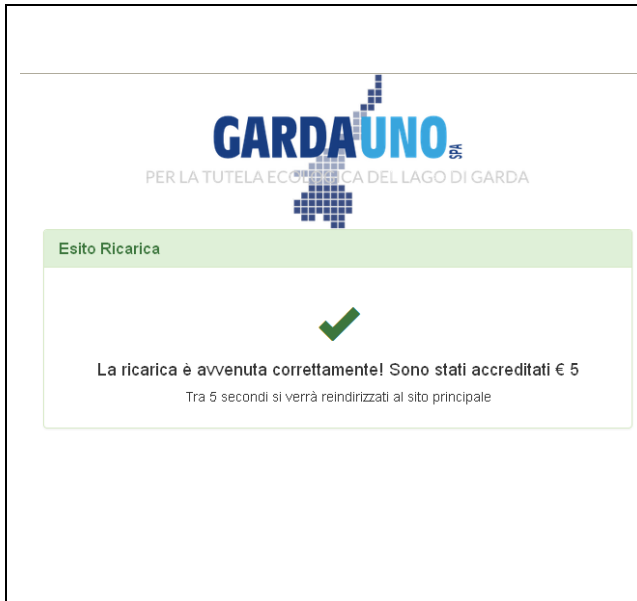 GARDAUNO SPA
PER LA TUTELA ECOLOGICA DEL LAGO DI GARDA
Esito Ricarica
La ricarica è avvenuta correttamente! Sono stati accreditati € 5
Tra 5 secondi si verrà reindirizzati al sito principale